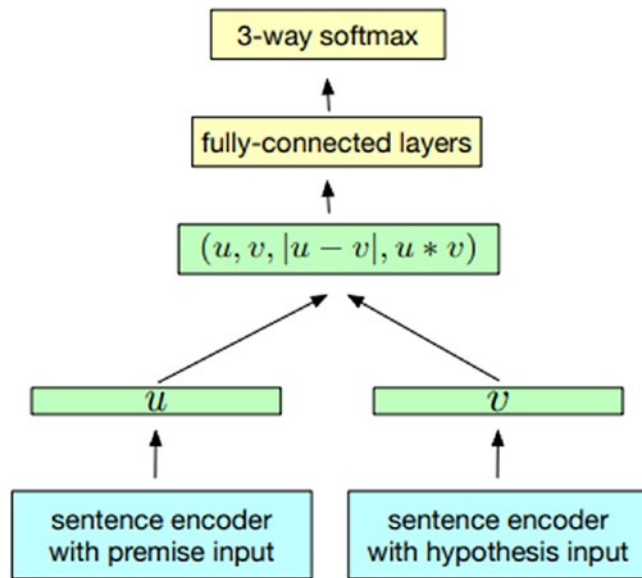 3-way softmax
fully-connected layers
(u, v, |u − v|, u ∗ v)
u
v
sentence encoder
with premise input
sentence encoder
with hypothesis input